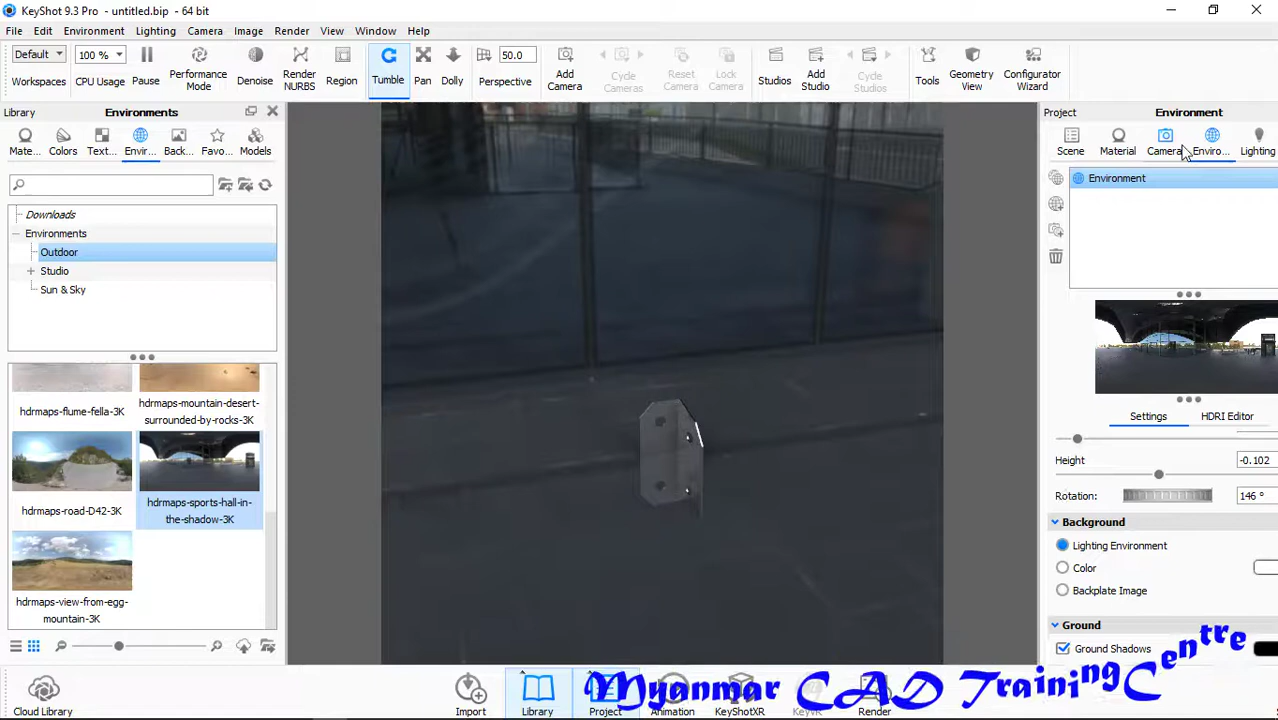 KeyShot 9.3 Pro - untitled.bip - 64 bit
File Edit Environment Lighting Camera Image Render View Window Help
Default 100 % 50.0
Workspaces CPU Usage Pause Performance Mode Denoise Render NURBS Region Tumble Pan Dolly Perspective Add Camera Cycle Cameras Reset Camera Lock Camera Studios Add Studio Cycle Studios Tools Geometry View Configurator Wizard
Library Environments
Mate... Colors Text... Envir... Back... Favo... Models
Downloads
Environments
Outdoor
Studio
Sun & Sky
hdrmaps-flume-fella-3K
hdrmaps-mountain-desert-surrounded-by-rocks-3K
hdrmaps-road-D42-3K
hdrmaps-sports-hall-in-the-shadow-3K
hdrmaps-view-from-egg-mountain-3K
Project Environment
Scene Material Camera Enviro... Lighting
Environment
Settings HDRI Editor
Height -0.102
Rotation: 146 °
Background
Lighting Environment
Color
Backplate Image
Ground
Ground Shadows
Cloud Library Import Library Project Animation KeyShotXR KeyVR Render
Myanmar CAD Training Centre